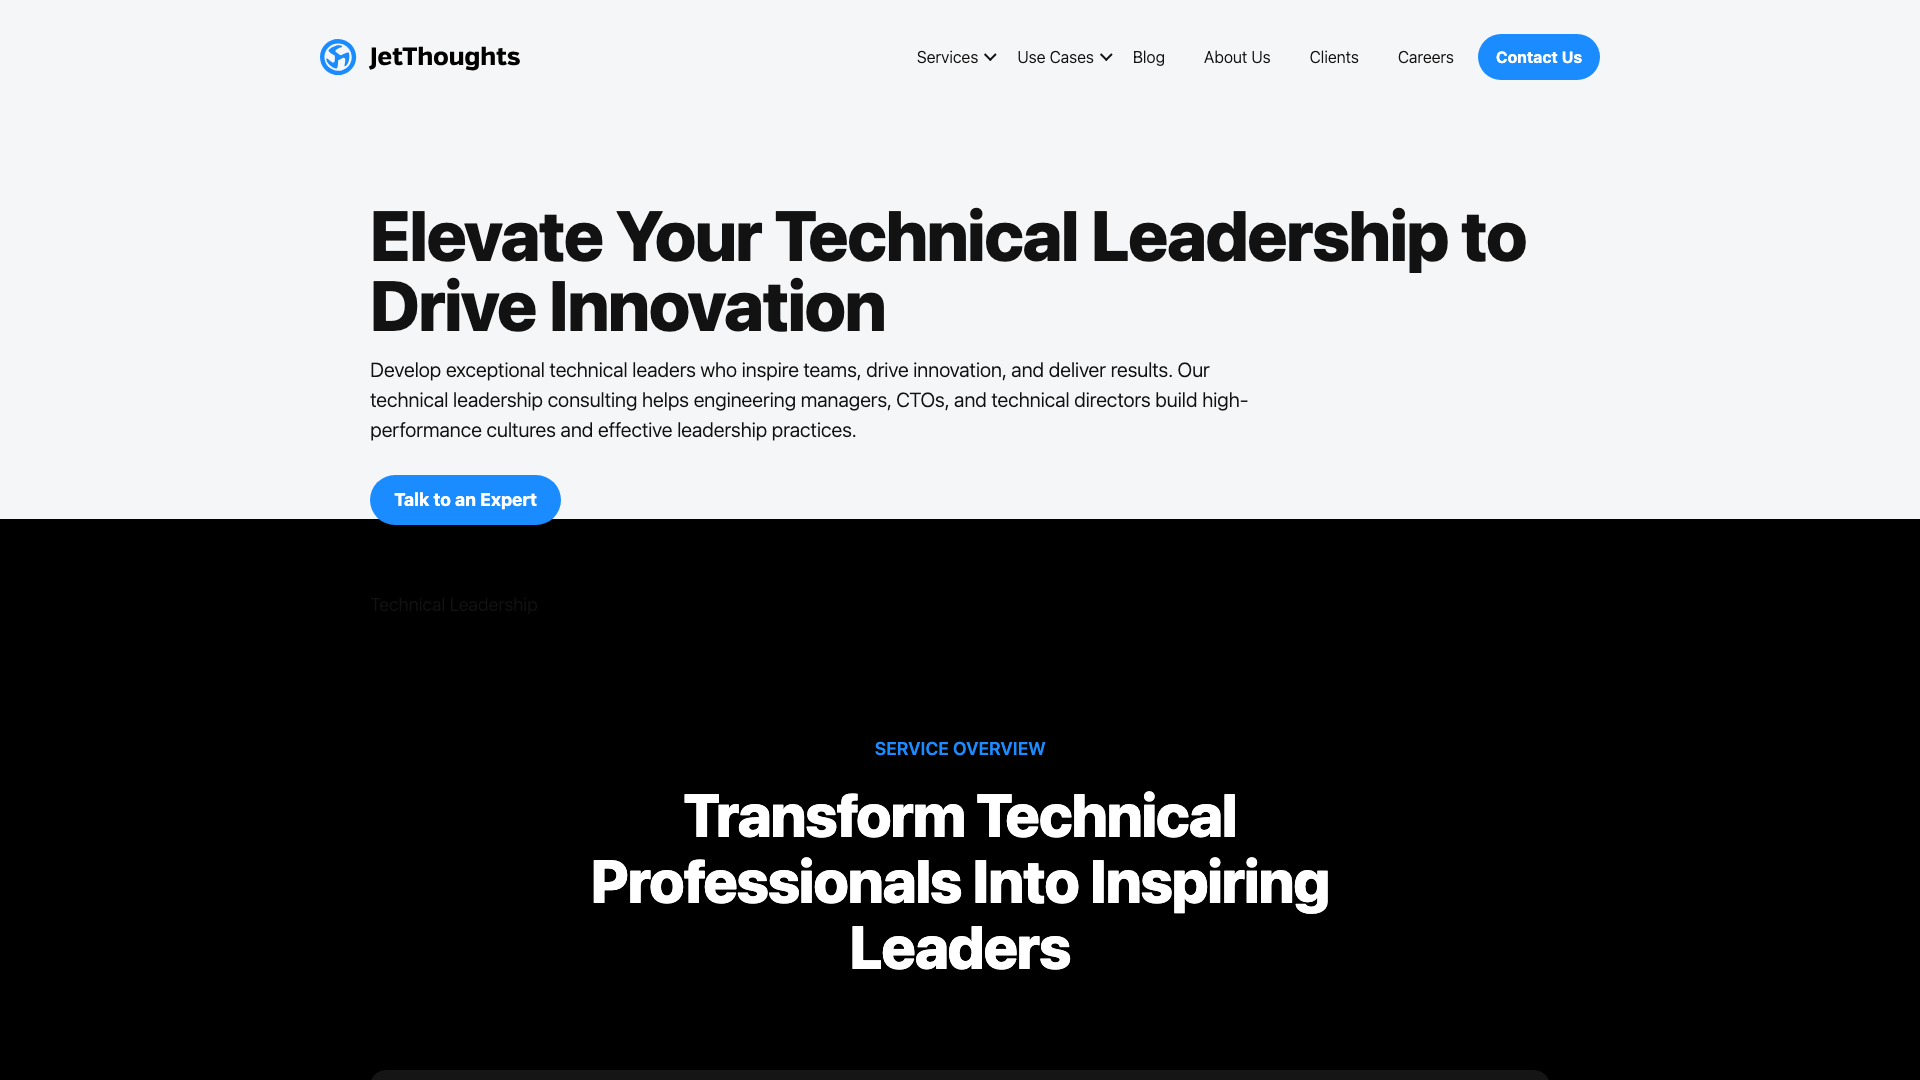 JetThoughts
Services
Use Cases
Blog
About Us
Clients
Careers
Contact Us
Elevate Your Technical Leadership to
Drive Innovation
Develop exceptional technical leaders who inspire teams, drive innovation, and deliver results. Our
technical leadership consulting helps engineering managers, CTOs, and technical directors build high-
performance cultures and effective leadership practices.
Talk to an Expert
Technical Leadership
SERVICE OVERVIEW
Transform Technical
Professionals Into Inspiring
Leaders